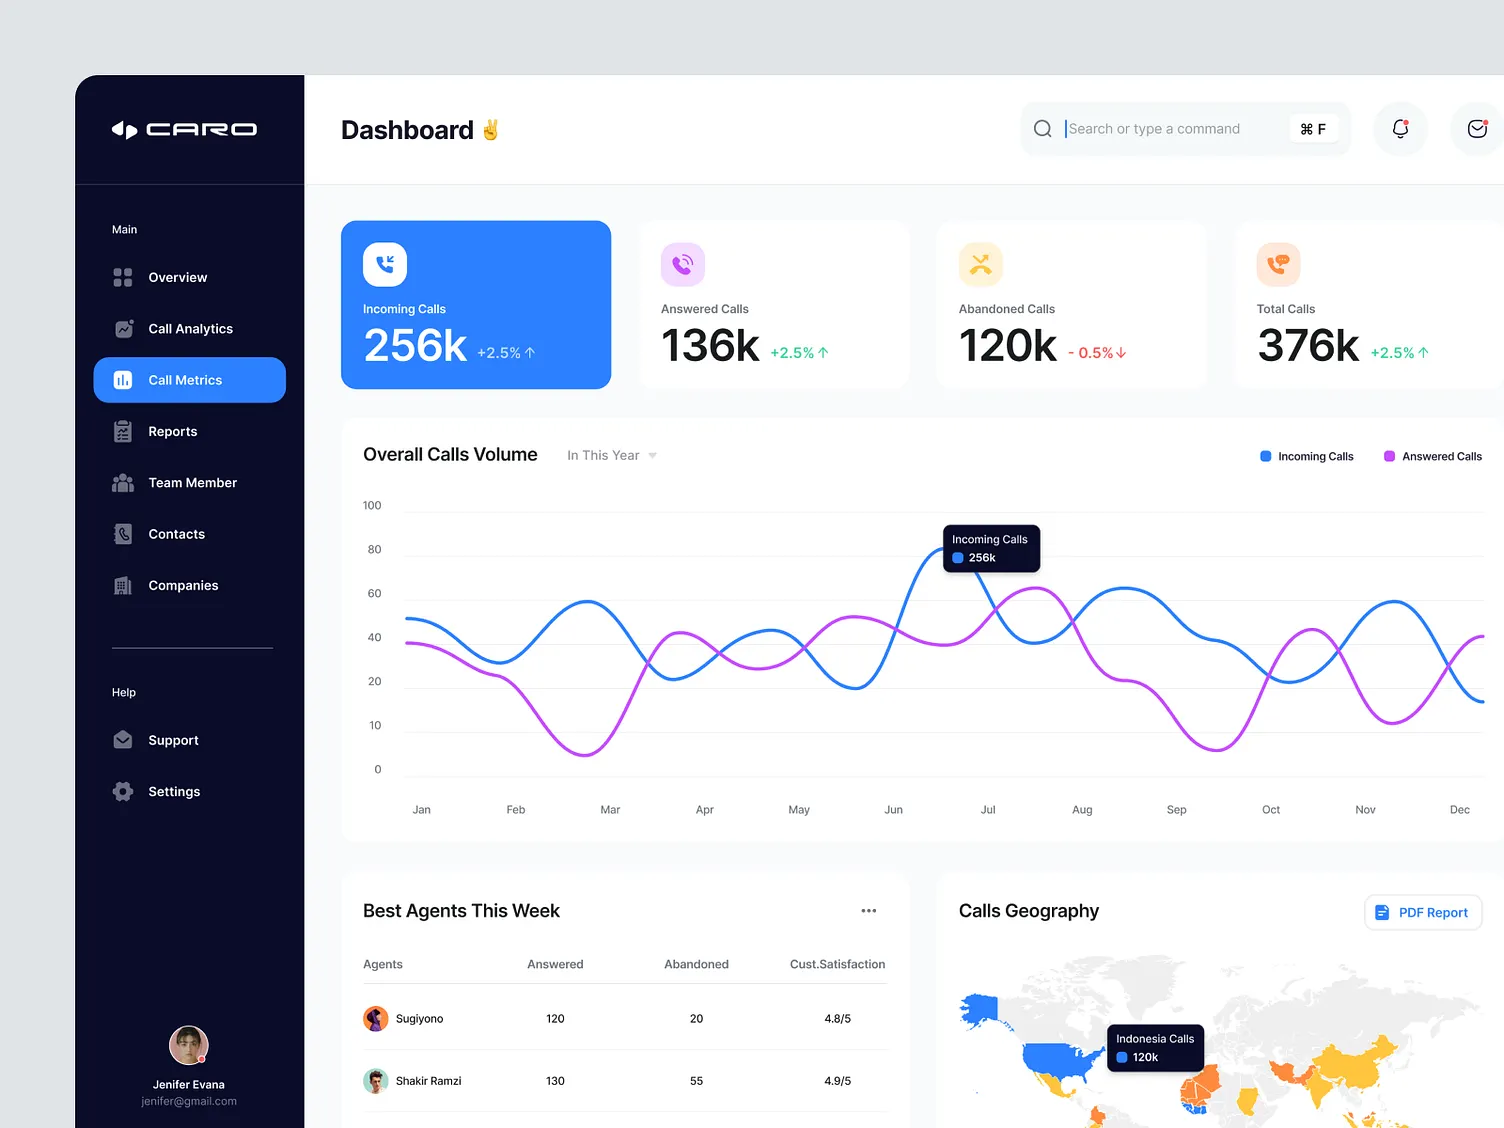 CARO
Dashboard ✌️
Search or type a command
⌘ F
Main
Overview
Call Analytics
Call Metrics
Reports
Team Member
Contacts
Companies
Help
Support
Settings
Jenifer Evana
jenifer@gmail.com
Incoming Calls
256k +2.5% ↑
Answered Calls
136k +2.5% ↑
Abandoned Calls
120k - 0.5% ↓
Total Calls
376k +2.5% ↑
Overall Calls Volume In This Year
Incoming Calls Answered Calls
100
80
60
40
20
10
0
Incoming Calls
256k
Jan Feb Mar Apr May Jun Jul Aug Sep Oct Nov Dec
Best Agents This Week
Agents Answered Abandoned Cust.Satisfaction
Sugiyono 120 20 4.8/5
Shakir Ramzi 130 55 4.9/5
Calls Geography
PDF Report
Indonesia Calls
120k